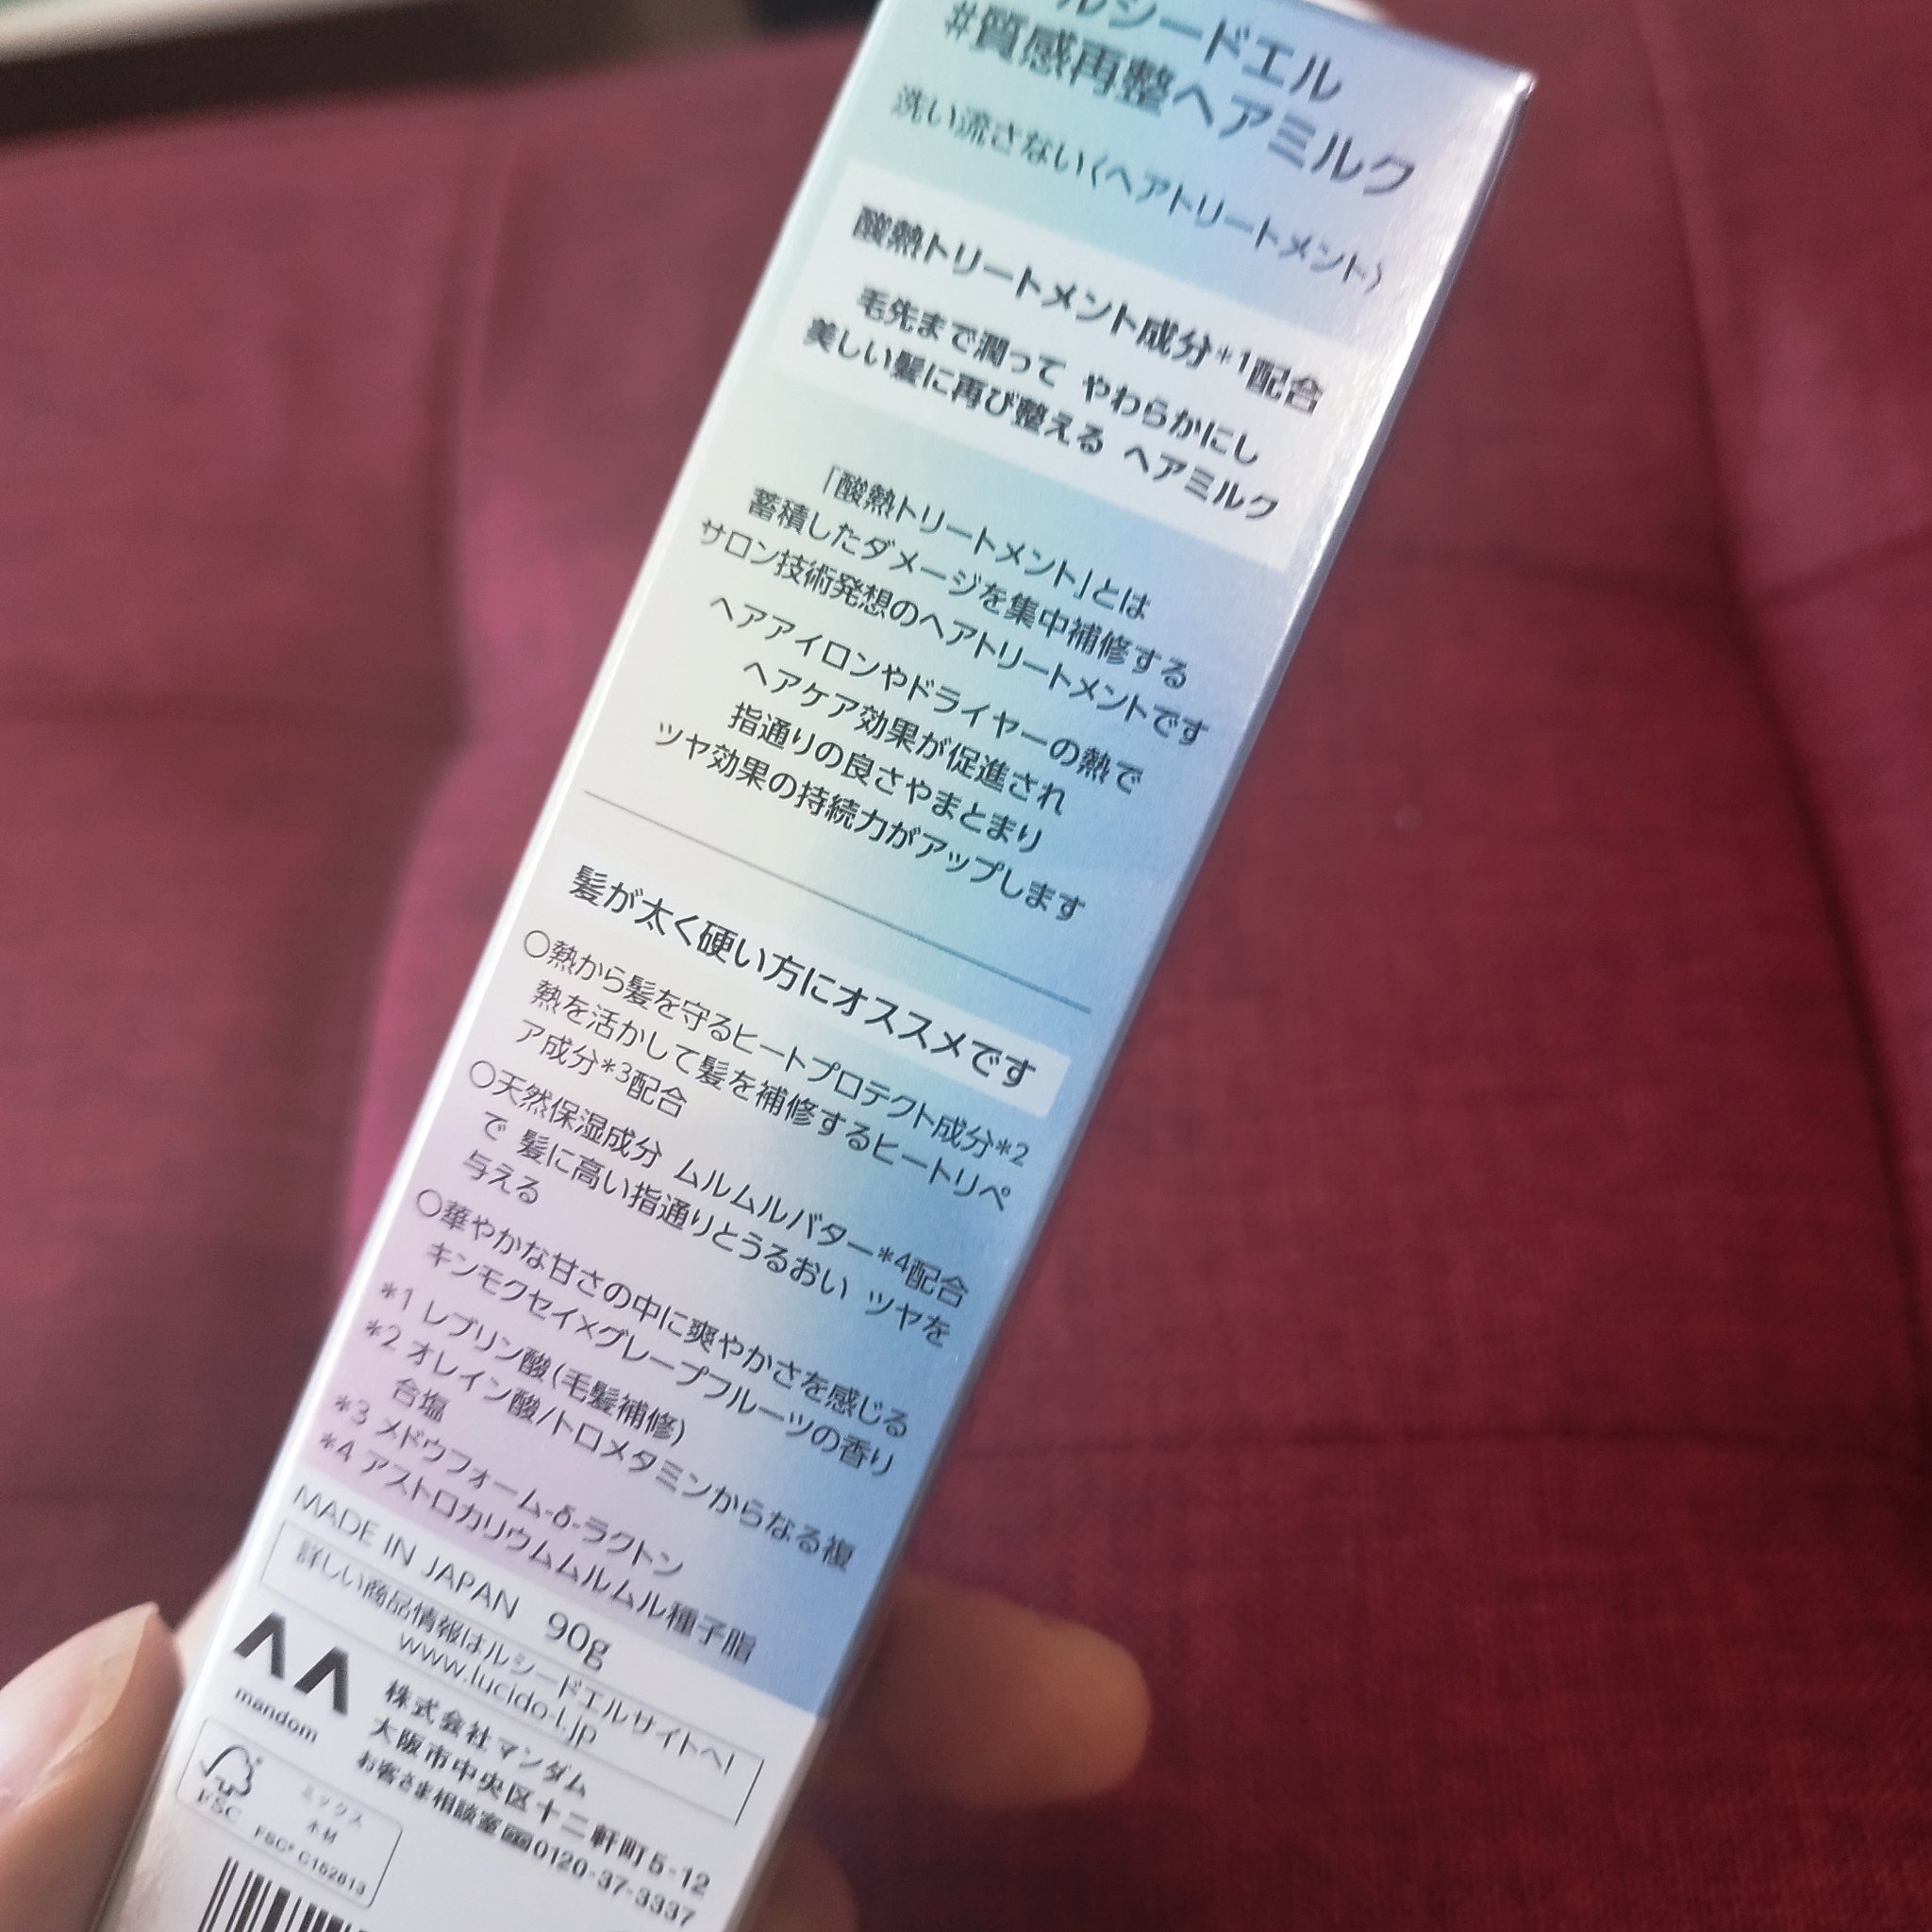 ルシードエル
#質感再整ヘアミルク
洗い流さない〈ヘアトリートメント〉
酸熱トリートメント成分*1配合
毛先まで潤って やわらかにし
美しい髪に再び整える ヘアミルク
「酸熱トリートメント」とは
蓄積したダメージを集中補修する
サロン技術発想のヘアトリートメントです
ヘアアイロンやドライヤーの熱で
ヘアケア効果が促進され
指通りの良さやまとまり
ツヤ効果の持続力がアップします
髪が太く硬い方にオススメです
○熱から髪を守るヒートプロテクト成分*2
熱を活かして髪を補修するヒートリペ
ア成分*3配合
○天然保湿成分 ムルムルバター*4配合
で 髪に高い指通りとうるおい ツヤを
与える
○華やかな甘さの中に爽やかさを感じる
キンモクセイ×グレープフルーツの香り
*1 レブリン酸(毛髪補修)
*2 オレイン酸/トロメタミンからなる複
合塩
*3 メドウフォーム-δ-ラクトン
*4 アストロカリウムムルムル種子脂
MADE IN JAPAN 90g
詳しい商品情報はルシードエルサイトへ!
www.lucido-l.jp
mandom
株式会社マンダム
大阪市中央区十二軒町5-12
お客さま相談室 0120-37-3337
FSC
ミックス
木材
FSC® C152813